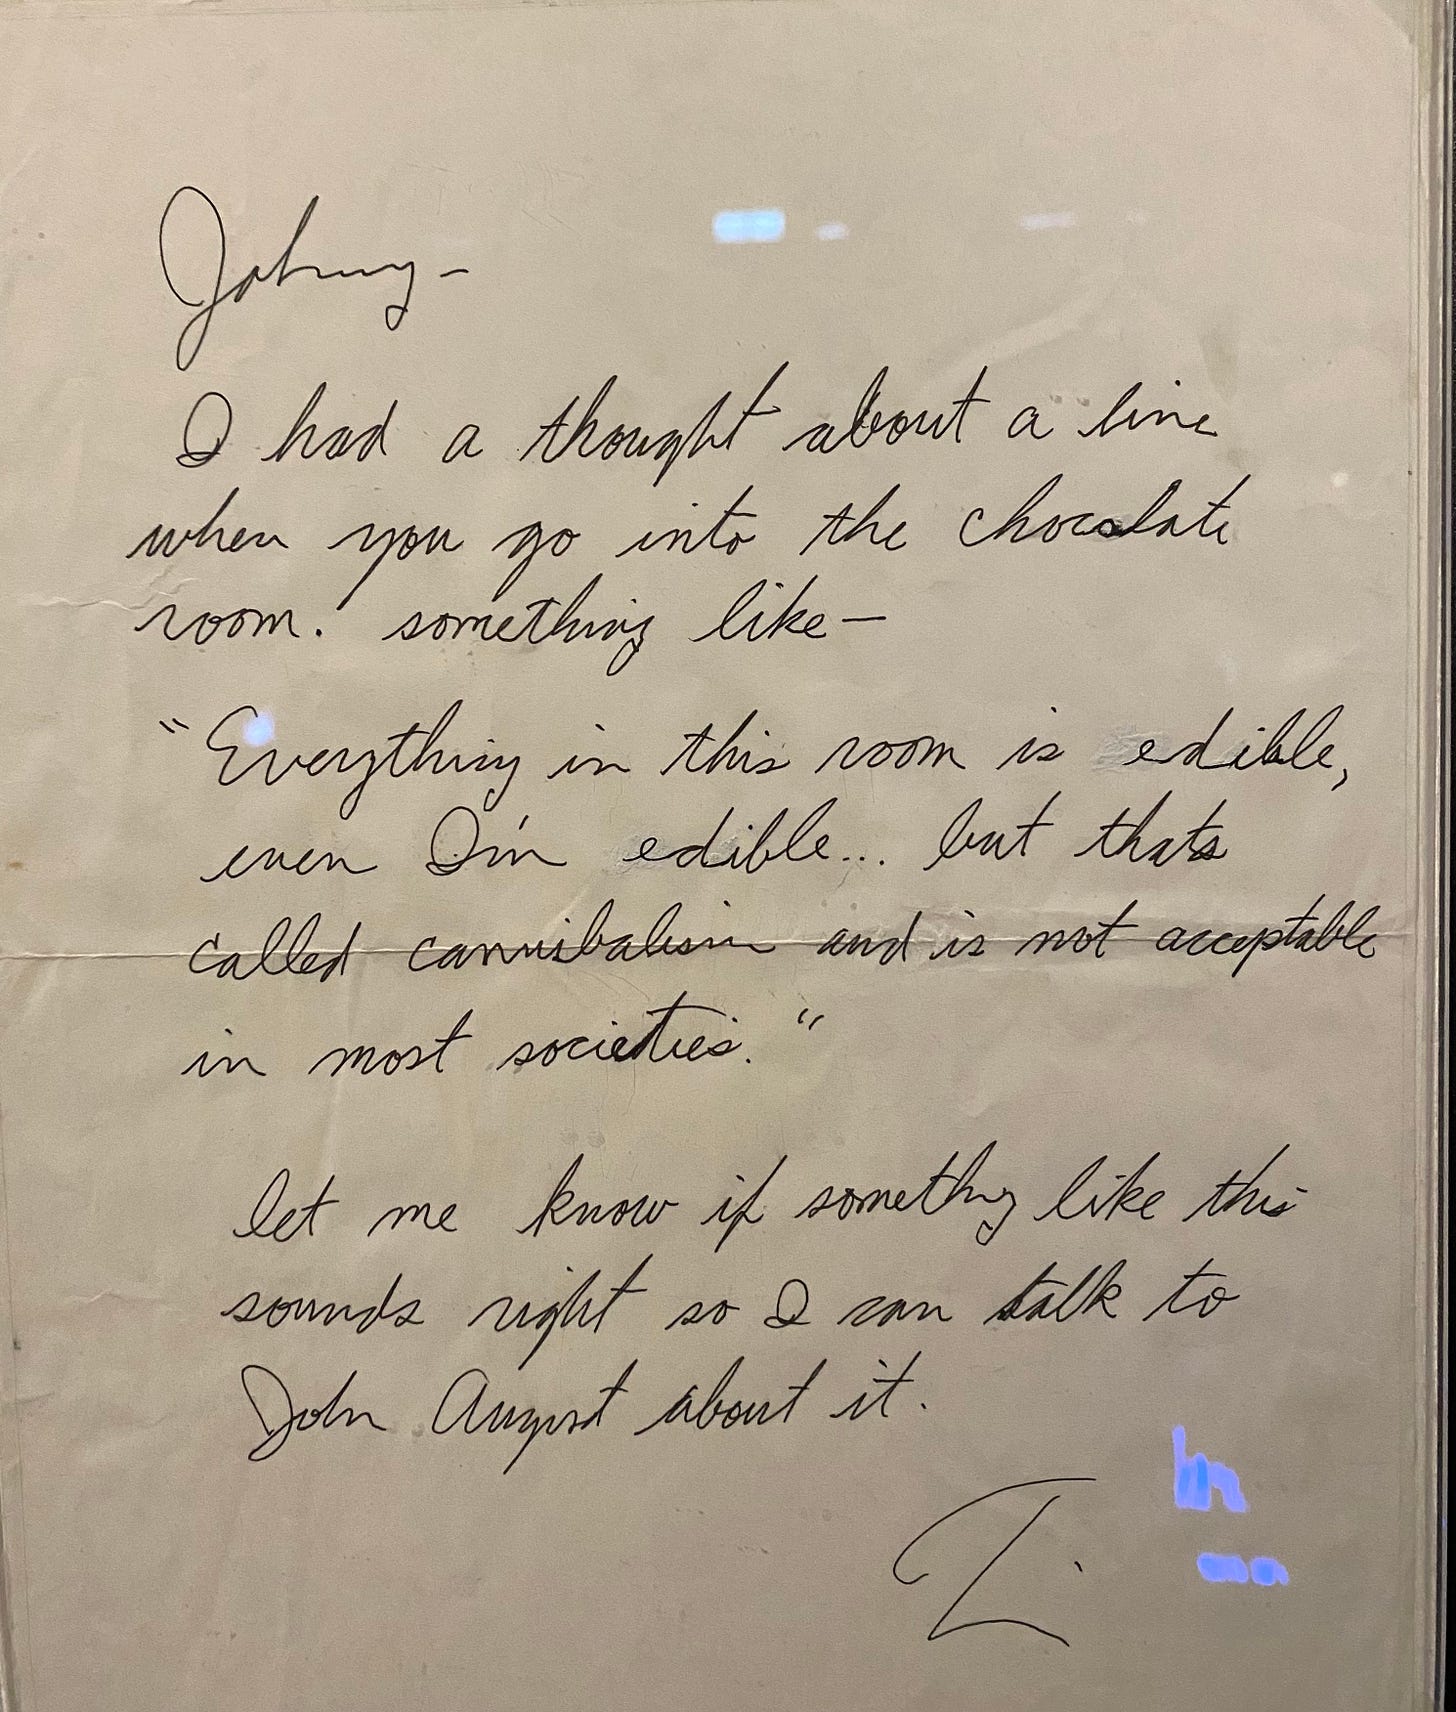 Johnny –
I had a thought about a line
when you go into the chocolate
room. something like –
"Everything in this room is edible,
even I'm edible... but thats
called cannibalism and is not acceptable
in most societies."
let me know if somethng like this
sounds right so I can talk to
John August about it.